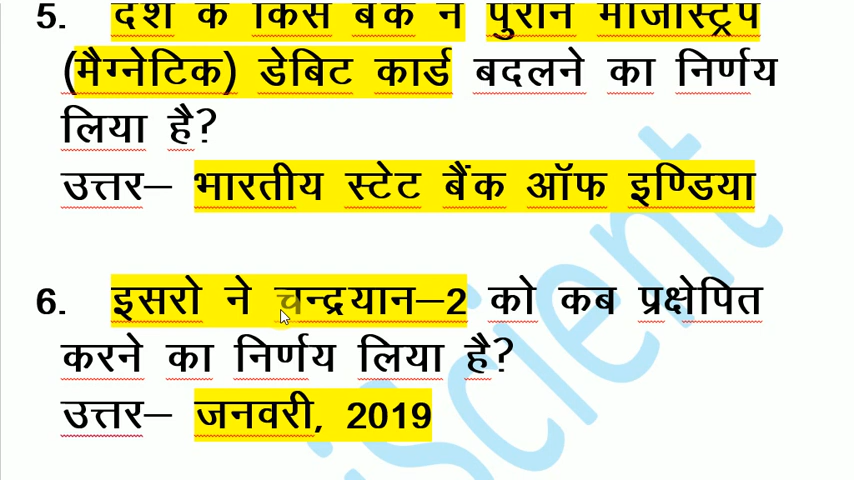 5. देश के किस बैंक ने पुराने मैजिस्ट्रिप
(मैग्नेटिक) डेबिट कार्ड बदलने का निर्णय
लिया है?
उत्तर– भारतीय स्टेट बैंक ऑफ इण्डिया
6. इसरो ने चन्द्रयान–2 को कब प्रक्षेपित
करने का निर्णय लिया है?
उत्तर– जनवरी, 2019
Scient